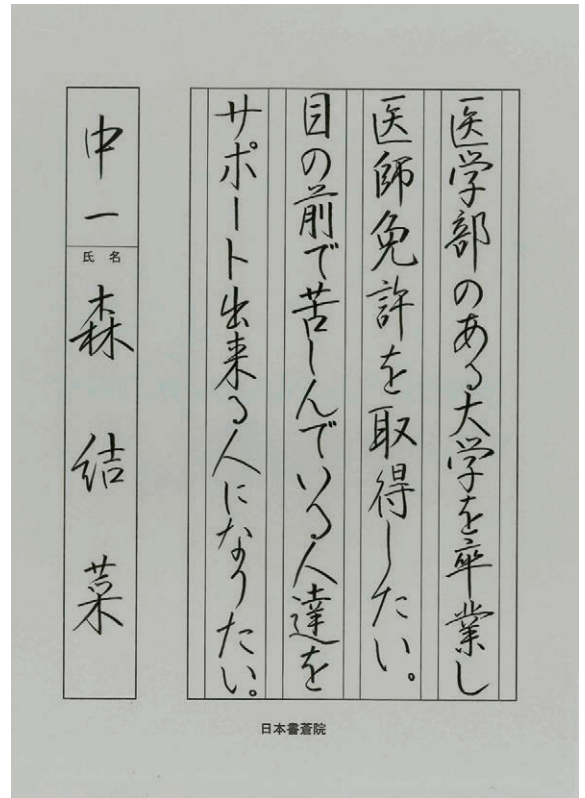 医学部のある大学を卒業し
医師免許を取得したい。
目の前で苦しんでいる人達を
サポート出来る人になりたい。
中一
氏名
森 結菜
日本書蒼院